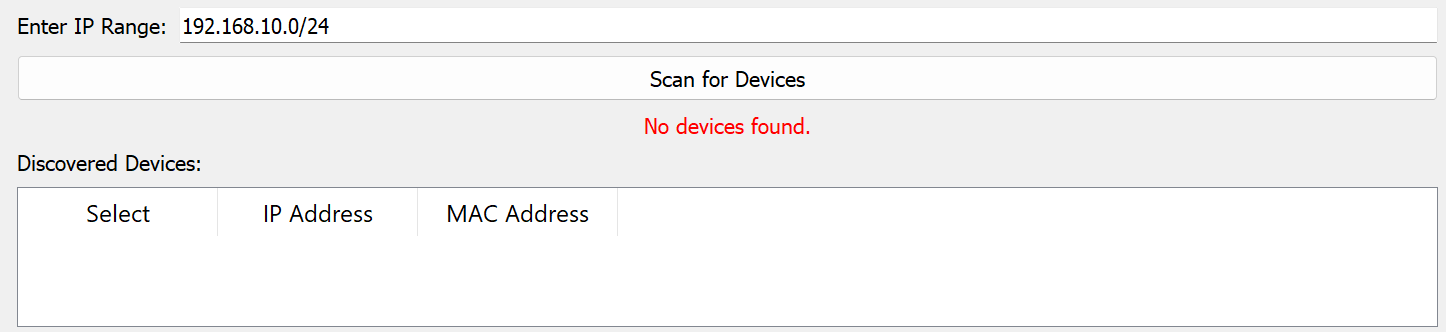 Enter IP Range: 192.168.10.0/24
Scan for Devices
No devices found.
Discovered Devices:
Select IP Address MAC Address